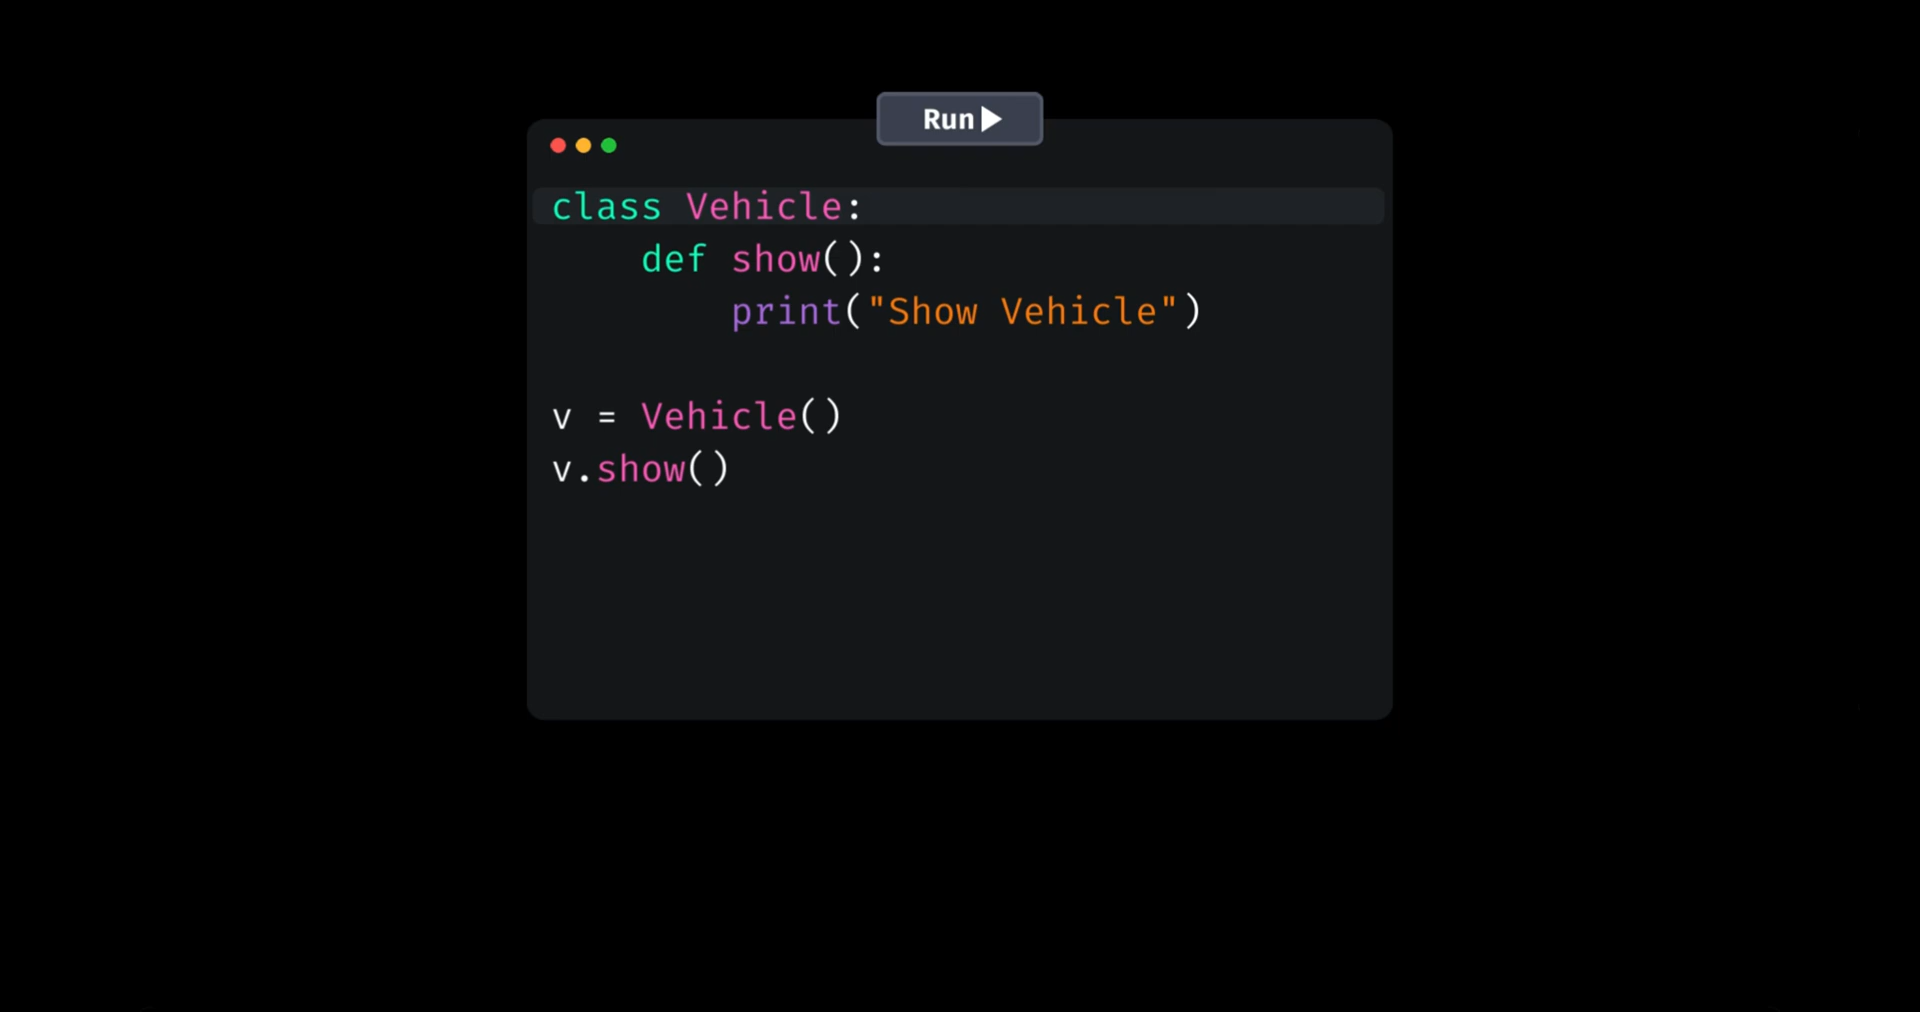 Run
class Vehicle:
    def show():
        print("Show Vehicle")
v = Vehicle()
v.show()